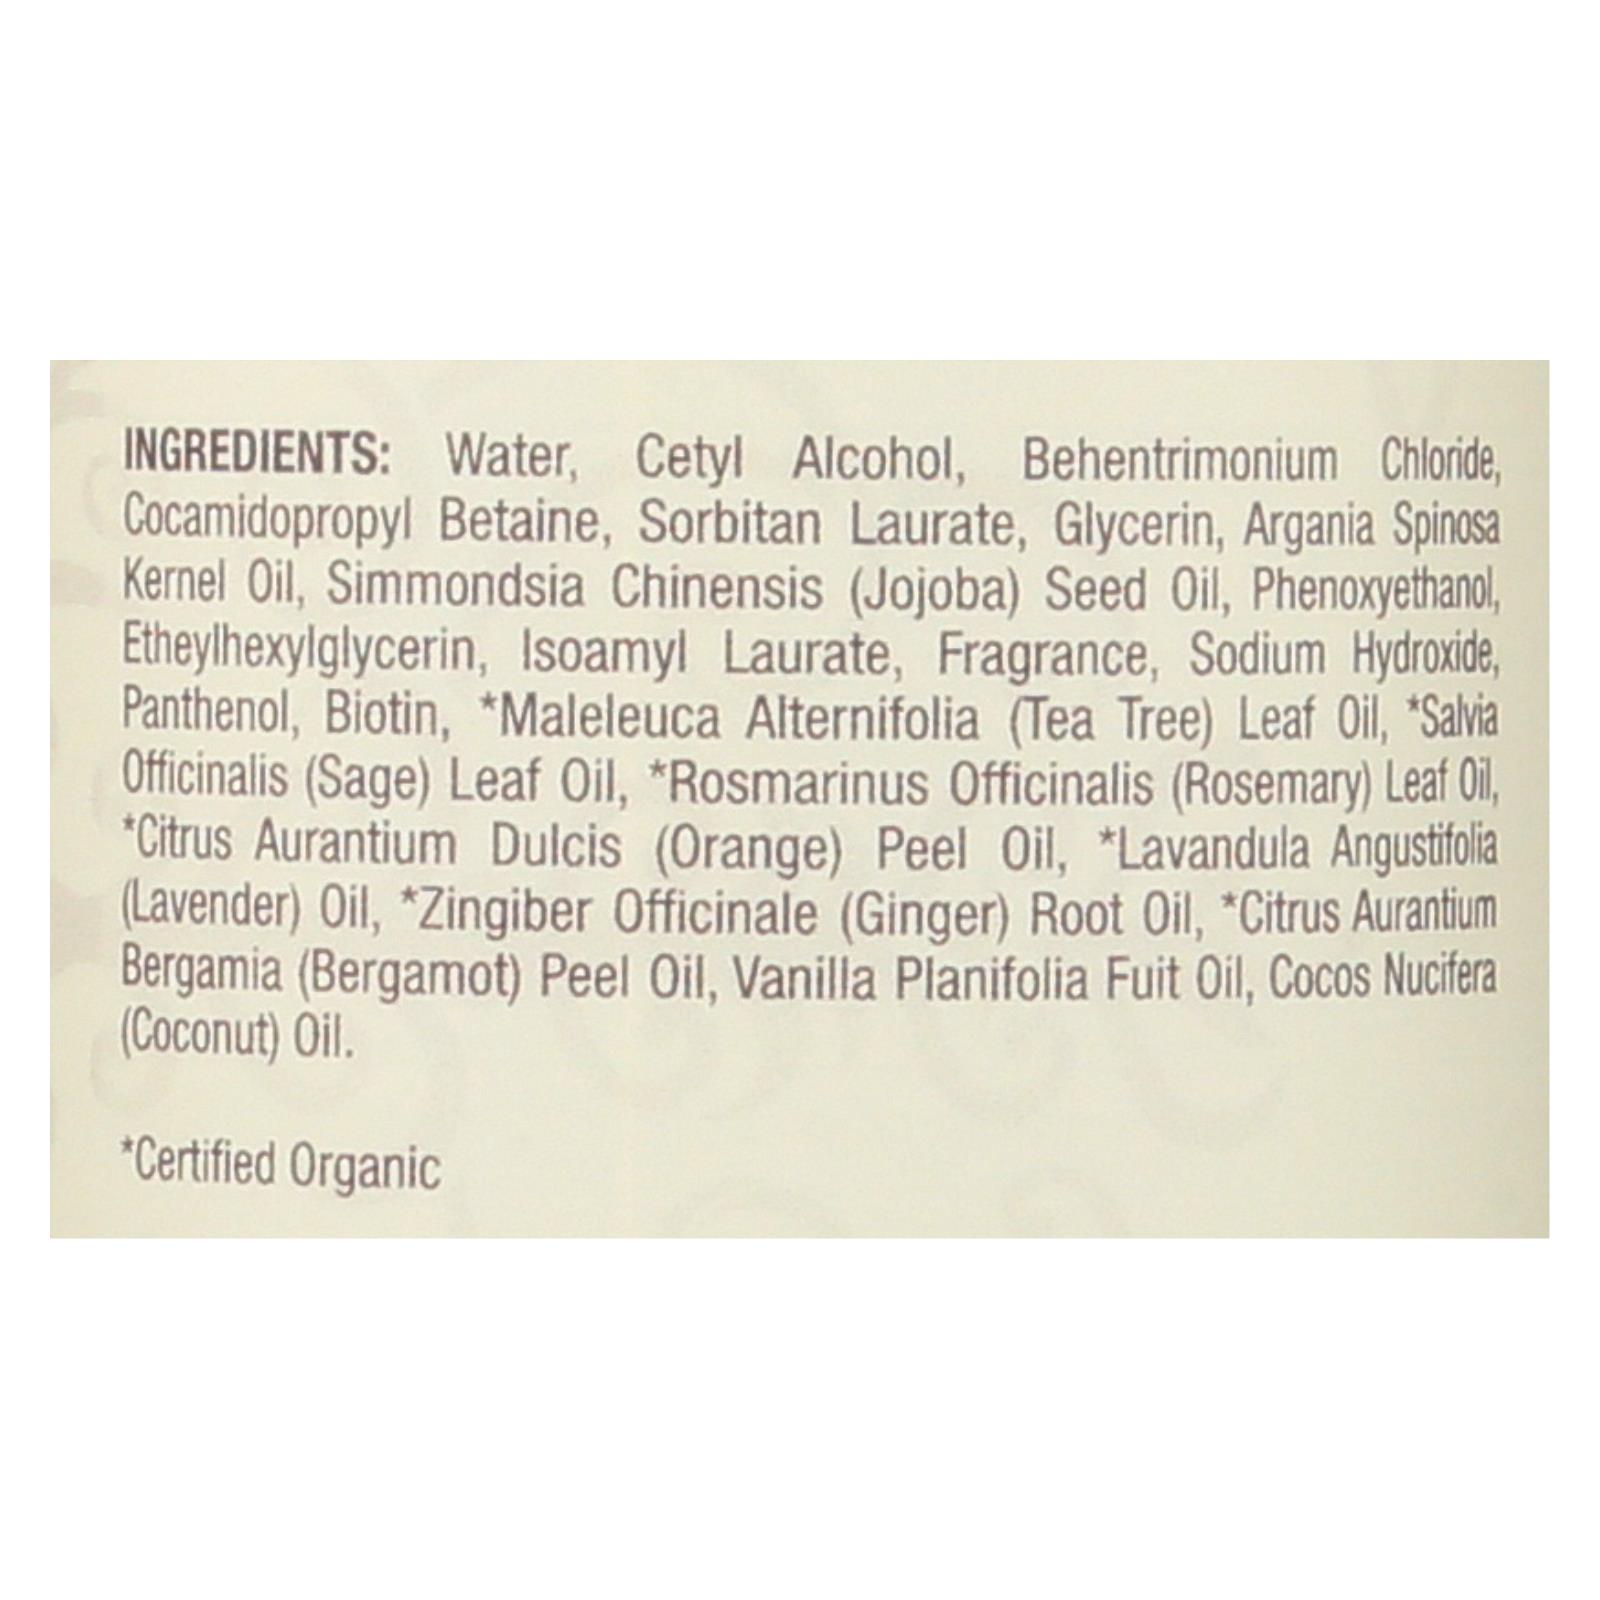 INGREDIENTS: Water, Cetyl Alcohol, Behentrimonium Chloride,
Cocamidopropyl Betaine, Sorbitan Laurate, Glycerin, Argania Spinosa
Kernel Oil, Simmondsia Chinensis (Jojoba) Seed Oil, Phenoxyethanol,
Etheylhexylglycerin, Isoamyl Laurate, Fragrance, Sodium Hydroxide,
Panthenol, Biotin, *Maleleuca Alternifolia (Tea Tree) Leaf Oil, *Salvia
Officinalis (Sage) Leaf Oil, *Rosmarinus Officinalis (Rosemary) Leaf Oil,
*Citrus Aurantium Dulcis (Orange) Peel Oil, *Lavandula Angustifolia
(Lavender) Oil, *Zingiber Officinale (Ginger) Root Oil, *Citrus Aurantium
Bergamia (Bergamot) Peel Oil, Vanilla Planifolia Fuit Oil, Cocos Nucifera
(Coconut) Oil.
*Certified Organic